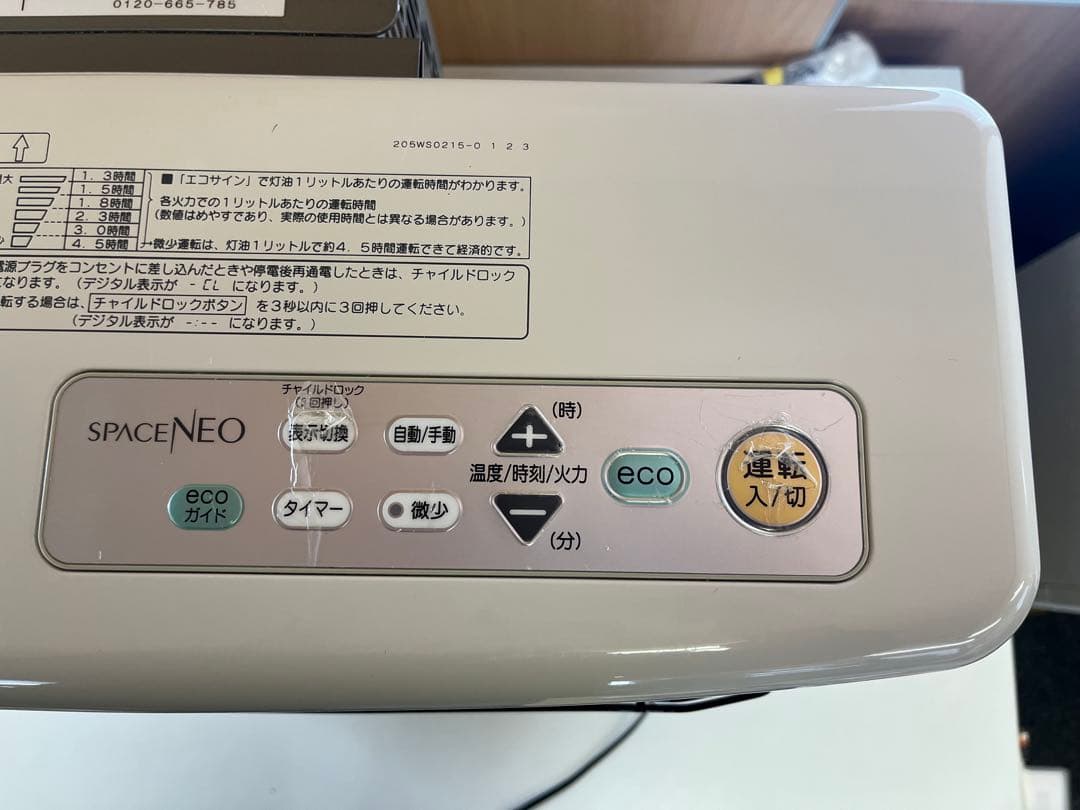 0120-665-785
205WS0215-0 1 2 3
大
1.3時間
1.5時間
1.8時間
2.3時間
3.0時間
4.5時間
■「エコサイン」で灯油1リットルあたりの運転時間がわかります。
各火力での1リットルあたりの運転時間
(数値はめやすであり、実際の使用時間とは異なる場合があります。)
→微少運転は、灯油1リットルで約4.5時間運転できて経済的です。
電源プラグをコンセントに差し込んだときや停電後再通電したときは、チャイルドロック
になります。(デジタル表示が - CL になります。)
転する場合は、チャイルドロックボタン を3秒以内に3回押してください。
(デジタル表示が -:-- になります。)
SPACENEO
チャイルドロック
(3回押し)
表示切換
自動/手動
+
(時)
温度/時刻/火力
eco
運転
入/切
eco
ガイド
タイマー
微少
−
(分)